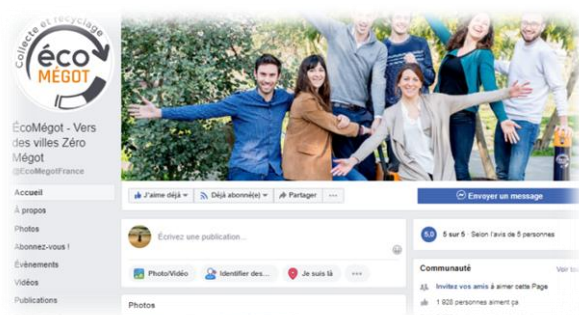 Collecte et recyclage
éco
MÉGOT
ÉcoMégot - Vers
des villes Zéro
Mégot
@EcoMegotFrance
Accueil
À propos
Photos
Abonnez-vous !
Évènements
Vidéos
Publications
J'aime déjà
Déjà abonné(e)
Partager
Envoyer un message
Écrivez une publication...
Photo/Vidéo
Identifier des...
Je suis là
Photos
5,0
5 sur 5 · Selon l'avis de 5 personnes
Communauté
Voir
Invitez vos amis à aimer cette Page
1 928 personnes aiment ça